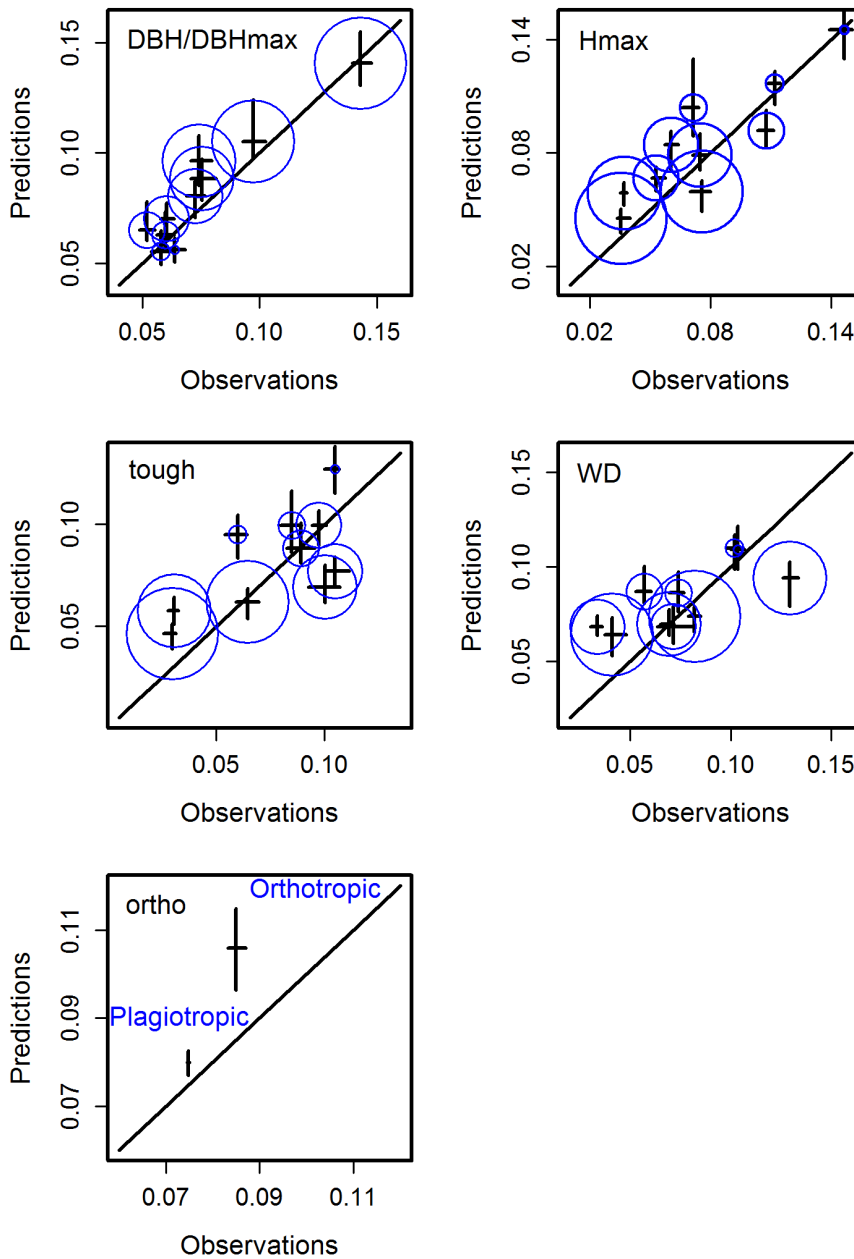 DBH/DBHmax
Predictions
0.05 0.10 0.15
0.05 0.10 0.15
Observations
Hmax
Predictions
0.02 0.08 0.14
0.02 0.08 0.14
Observations
tough
Predictions
0.05 0.10
0.05 0.10
Observations
WD
Predictions
0.05 0.10 0.15
0.05 0.10 0.15
Observations
ortho
Orthotropic
Plagiotropic
Predictions
0.07 0.09 0.11
0.07 0.09 0.11
Observations